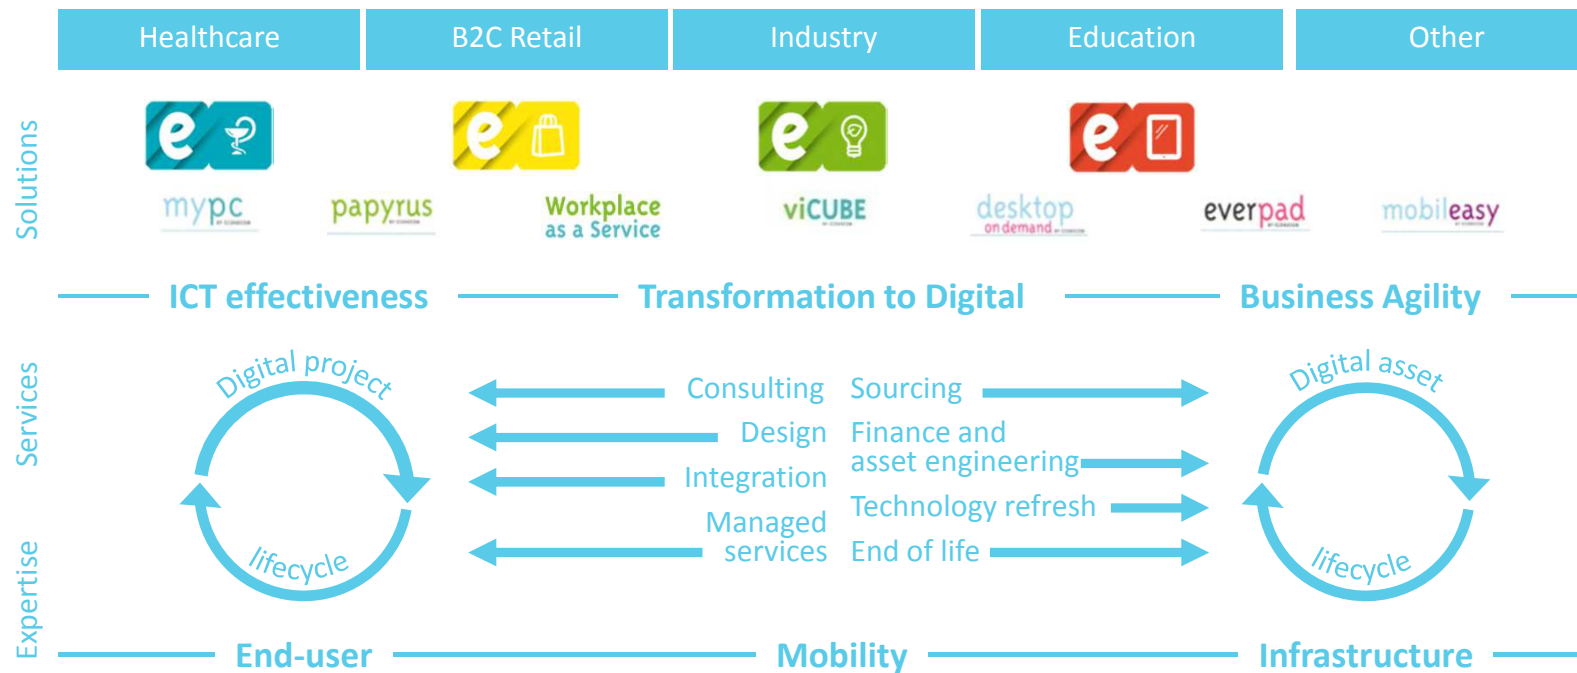 Healthcare
B2C Retail
Industry
Education
Other
Solutions
e
e
e
e
mypc
papyrus
Workplace
as a Service
viCUBE
desktop
on demand
everpad
mobileasy
ICT effectiveness
Transformation to Digital
Business Agility
Services
Digital project
lifecycle
Consulting
Design
Integration
Managed
services
Sourcing
Finance and
asset engineering
Technology refresh
End of life
Digital asset
lifecycle
Expertise
End-user
Mobility
Infrastructure